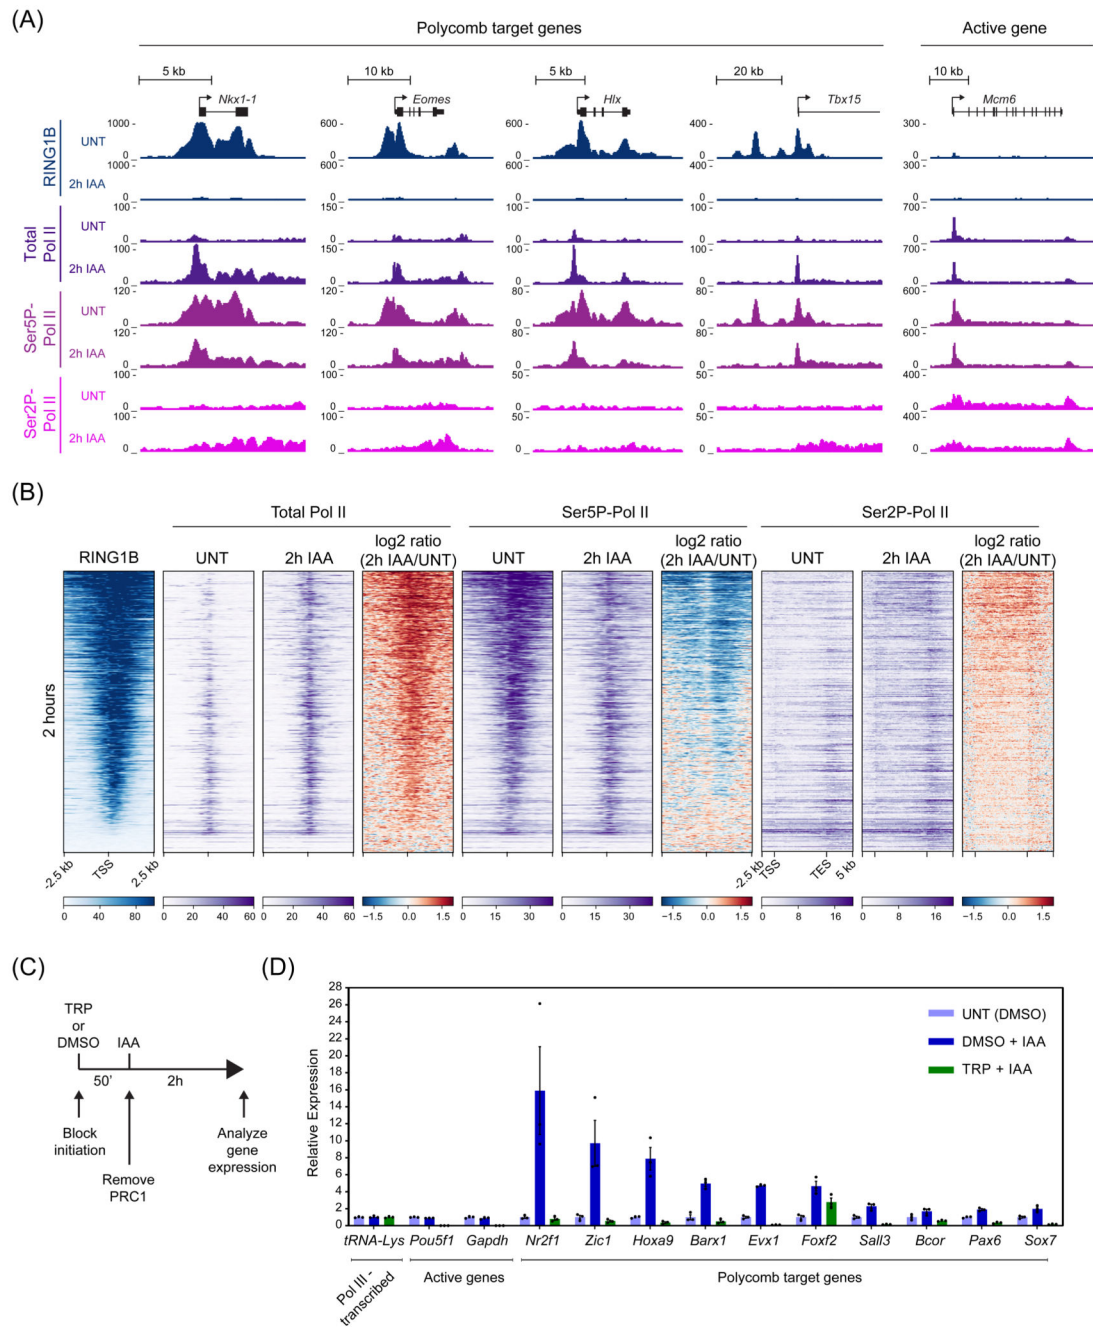 (A)
Polycomb target genes
Active gene
5 kb
10 kb
5 kb
20 kb
10 kb
Nkx1-1
Eomes
Hlx
Tbx15
Mcm6
RING1B
UNT
1000 -
0 _
600 -
0 _
600 -
0 _
400 -
0 _
300 -
0 _
2h IAA
1000 -
0 _
600 -
0 _
600 -
0 _
400 -
0 _
300 -
0 _
Total
Pol II
UNT
100 -
0 _
150 -
0 _
100 -
0 _
100 -
0 _
700 -
0 _
2h IAA
100 -
0 _
150 -
0 _
100 -
0 _
100 -
0 _
700 -
0 _
Ser5P-
Pol II
UNT
120 -
0 _
120 -
0 _
80 -
0 _
80 -
0 _
600 -
0 _
2h IAA
120 -
0 _
120 -
0 _
80 -
0 _
80 -
0 _
600 -
0 _
Ser2P-
Pol II
UNT
100 -
0 _
100 -
0 _
50 -
0 _
50 -
0 _
400 -
0 _
2h IAA
100 -
0 _
100 -
0 _
50 -
0 _
50 -
0 _
400 -
0 _
(B)
Total Pol II
Ser5P-Pol II
Ser2P-Pol II
RING1B
UNT
2h IAA
log2 ratio
(2h IAA/UNT)
UNT
2h IAA
log2 ratio
(2h IAA/UNT)
UNT
2h IAA
log2 ratio
(2h IAA/UNT)
2 hours
-2.5 kb
TSS
2.5 kb
-2.5 kb
TSS
TES
5 kb
0 40 80
0 20 40 60
0 20 40 60
−1.5 0.0 1.5
0 15 30
0 15 30
−1.5 0.0 1.5
0 8 16
0 8 16
−1.5 0.0 1.5
(C)
TRP
or
DMSO
IAA
50'
2h
Block
initiation
Remove
PRC1
Analyze
gene
expression
(D)
Relative Expression
28
26
24
22
20
18
16
14
12
10
8
6
4
2
0
UNT (DMSO)
DMSO + IAA
TRP + IAA
tRNA-Lys
Pou5f1
Gapdh
Nr2f1
Zic1
Hoxa9
Barx1
Evx1
Foxf2
Sall3
Bcor
Pax6
Sox7
Pol III -
transcribed
Active genes
Polycomb target genes